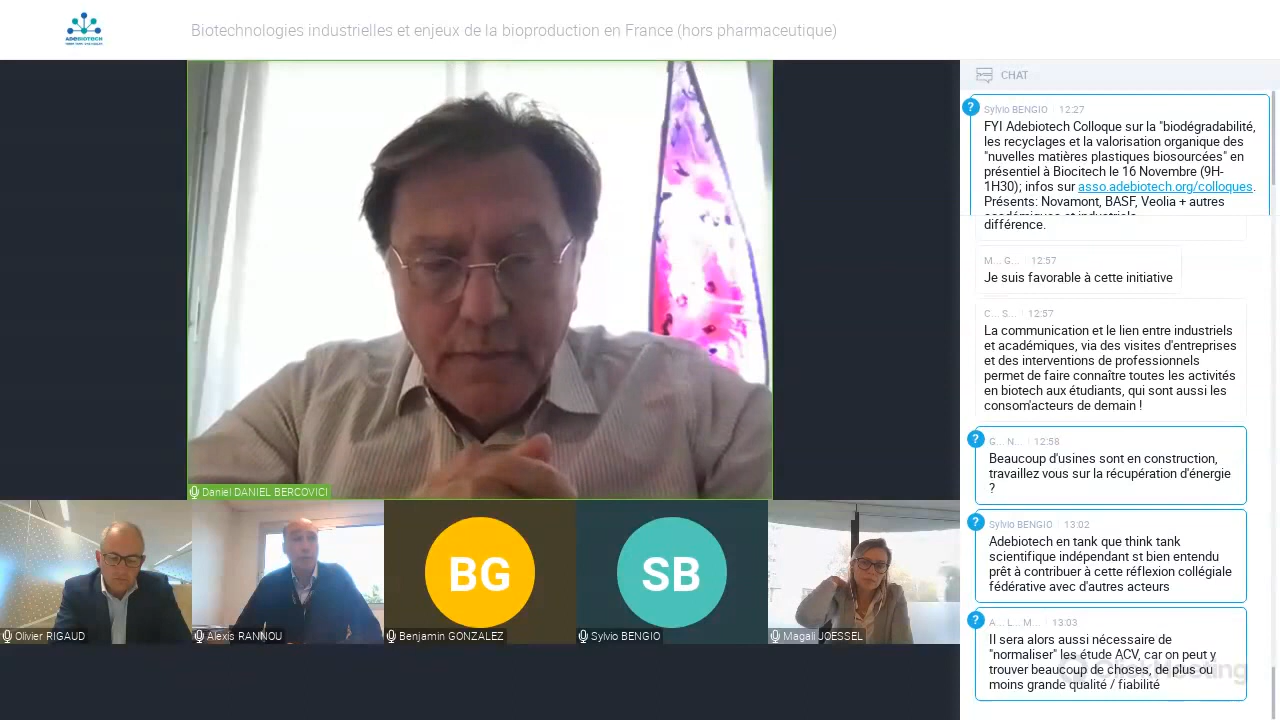 ADEBIOTECH
Biotechnologies industrielles et enjeux de la bioproduction en France (hors pharmaceutique)
CHAT
? Sylvio BENGIO 12:27
FYI Adebiotech Colloque sur la "biodégradabilité,
les recyclages et la valorisation organique des
"nuvelles matières plastiques biosourcées" en
présentiel à Biocitech le 16 Novembre (9H-
1H30); infos sur asso.adebiotech.org/colloques.
Présents: Novamont, BASF, Veolia + autres
académiques et industriels
différence.
M... G... 12:57
Je suis favorable à cette initiative
C... S... 12:57
La communication et le lien entre industriels
et académiques, via des visites d'entreprises
et des interventions de professionnels
permet de faire connaître toutes les activités
en biotech aux étudiants, qui sont aussi les
consom'acteurs de demain !
? G... N... 12:58
Beaucoup d'usines sont en construction,
travaillez vous sur la récupération d'énergie
?
? Sylvio BENGIO 13:02
Adebiotech en tank que think tank
scientifique indépendant st bien entendu
prêt à contribuer à cette réflexion collégiale
fédérative avec d'autres acteurs
? A... L... M... 13:03
Il sera alors aussi nécessaire de
"normaliser" les étude ACV, car on peut y
trouver beaucoup de choses, de plus ou
moins grande qualité / fiabilité
ClickMeeting
Daniel DANIEL BERCOVICI
BG
SB
Olivier RIGAUD
Alexis RANNOU
Benjamin GONZALEZ
Sylvio BENGIO
Magali JOESSEL